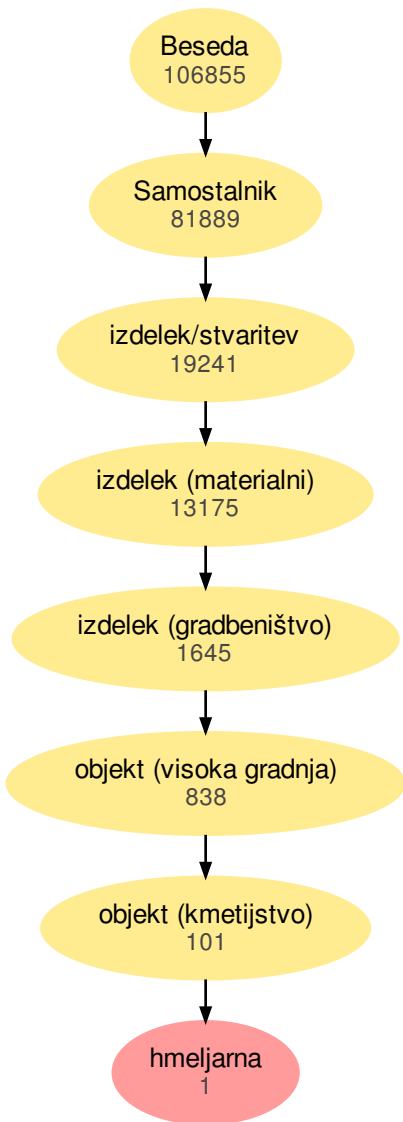 Beseda
106855
Samostalnik
81889
izdelek/stvaritev
19241
izdelek (materialni)
13175
izdelek (gradbeništvo)
1645
objekt (visoka gradnja)
838
objekt (kmetijstvo)
101
hmeljarna
1